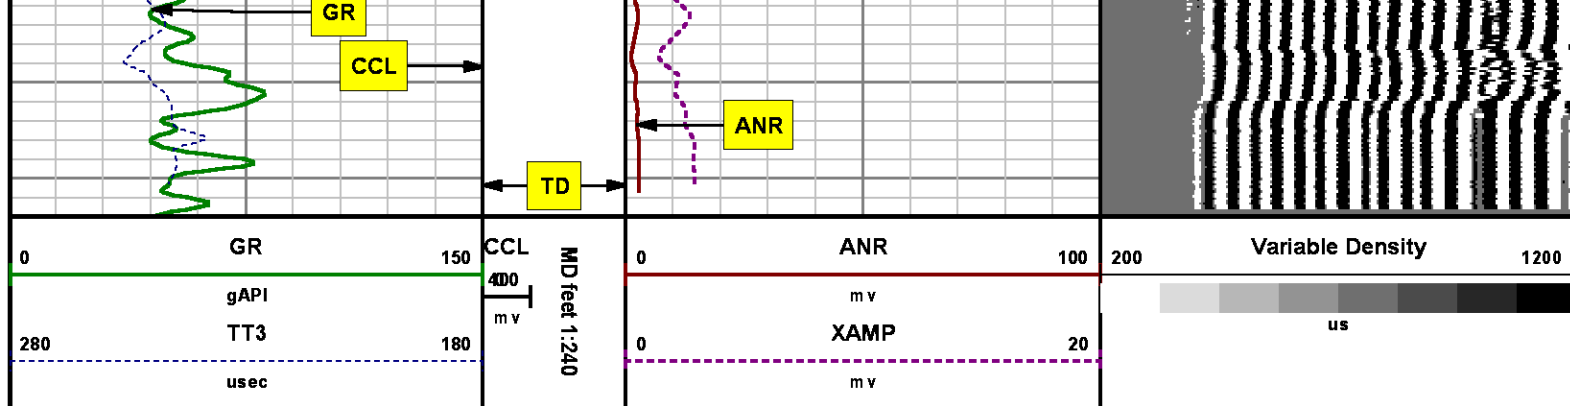 GR
CCL
ANR
TD
GR
0 150
gAPI
TT3
280 180
usec
CCL
400
mv
MD feet 1:240
ANR
0 100
mv
XAMP
0 20
mv
Variable Density
200 1200
us